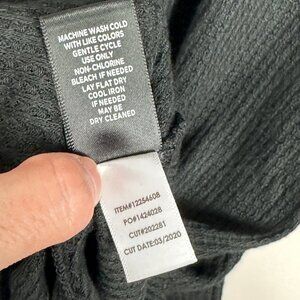 MACHINE WASH COLD
WITH LIKE COLORS
GENTLE CYCLE
USE ONLY
NON-CHLORINE
BLEACH IF NEEDED
LAY FLAT DRY
COOL IRON
IF NEEDED
MAY BE
DRY CLEANED
ITEM#12254608
PO#1424028
CUT#202281
CUT DATE:03/2020